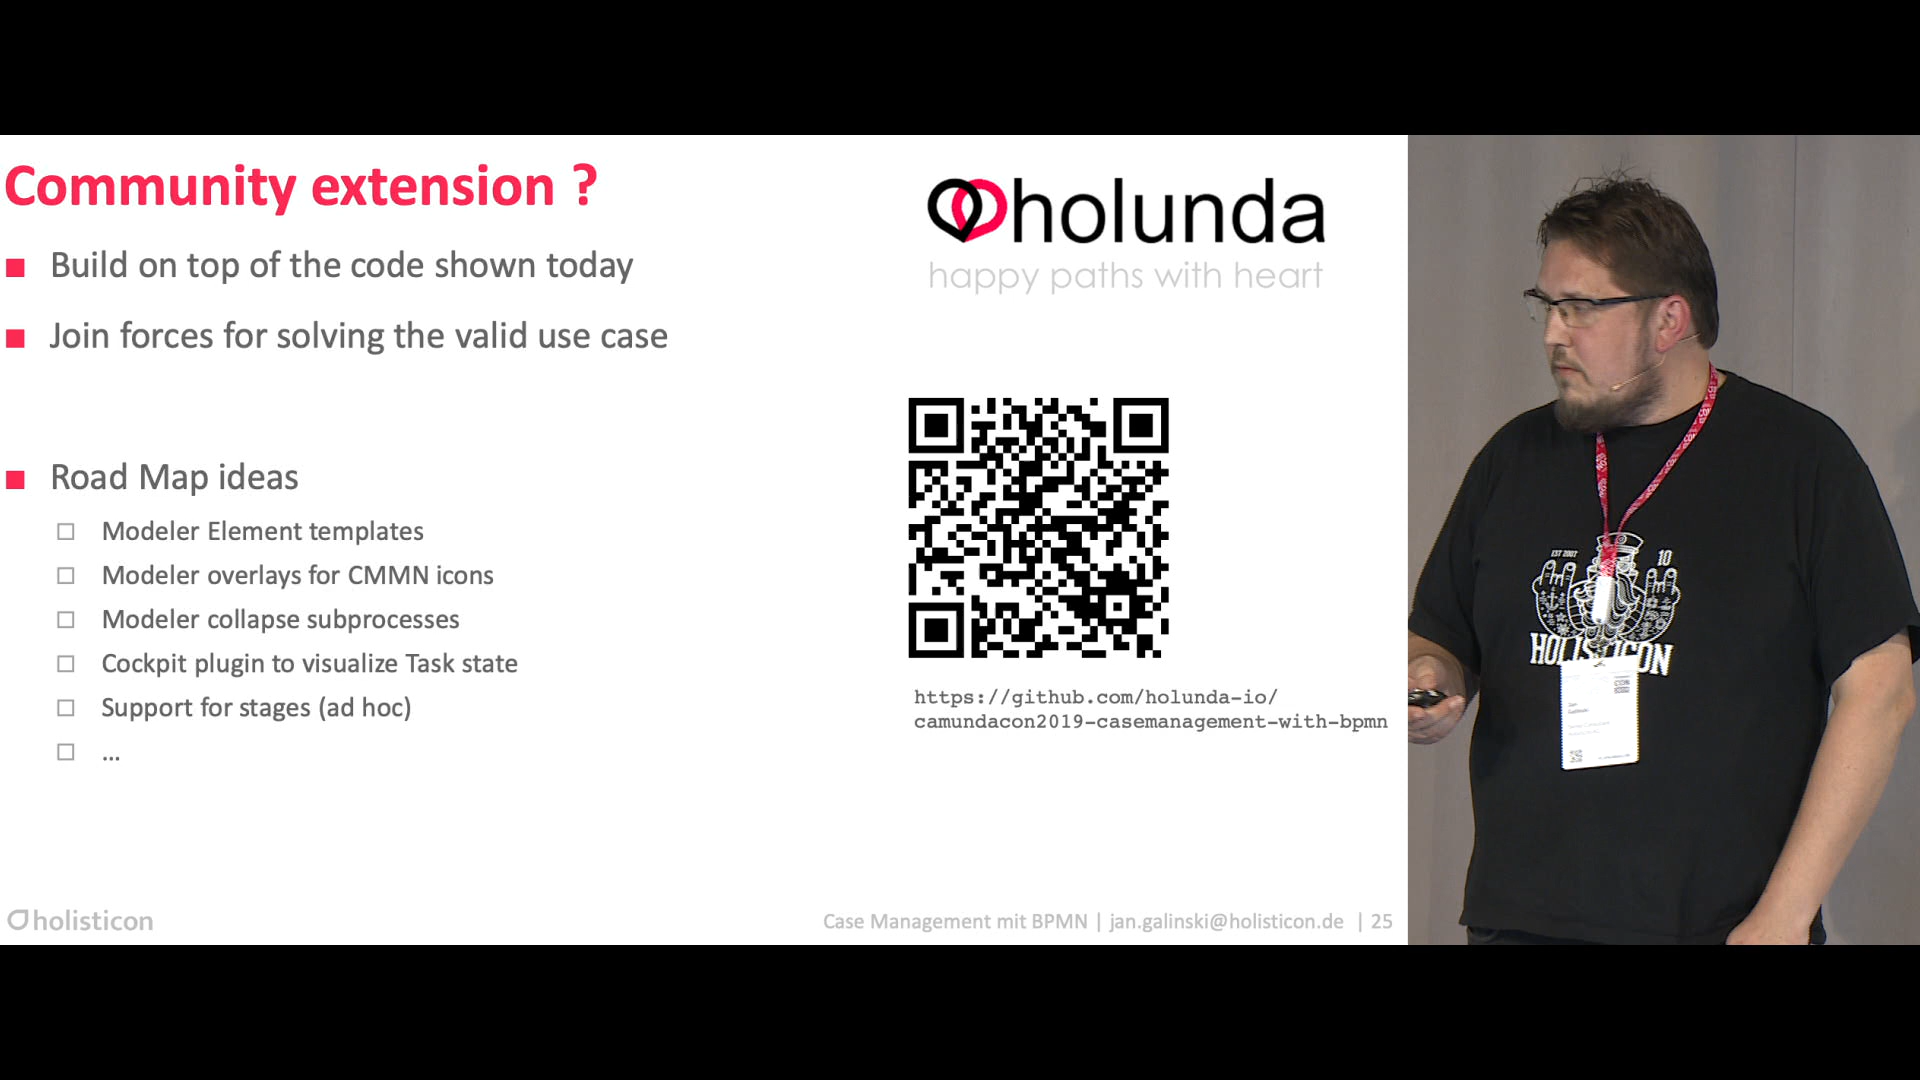 Community extension ?
Build on top of the code shown today
Join forces for solving the valid use case
Road Map ideas
Modeler Element templates
Modeler overlays for CMMN icons
Modeler collapse subprocesses
Cockpit plugin to visualize Task state
Support for stages (ad hoc)
...
holunda
happy paths with heart
https://github.com/holunda-io/
camundacon2019-casemanagement-with-bpmn
holisticon
Case Management mit BPMN | jan.galinski@holisticon.de | 25
EST 2007
10
HOLISTICON